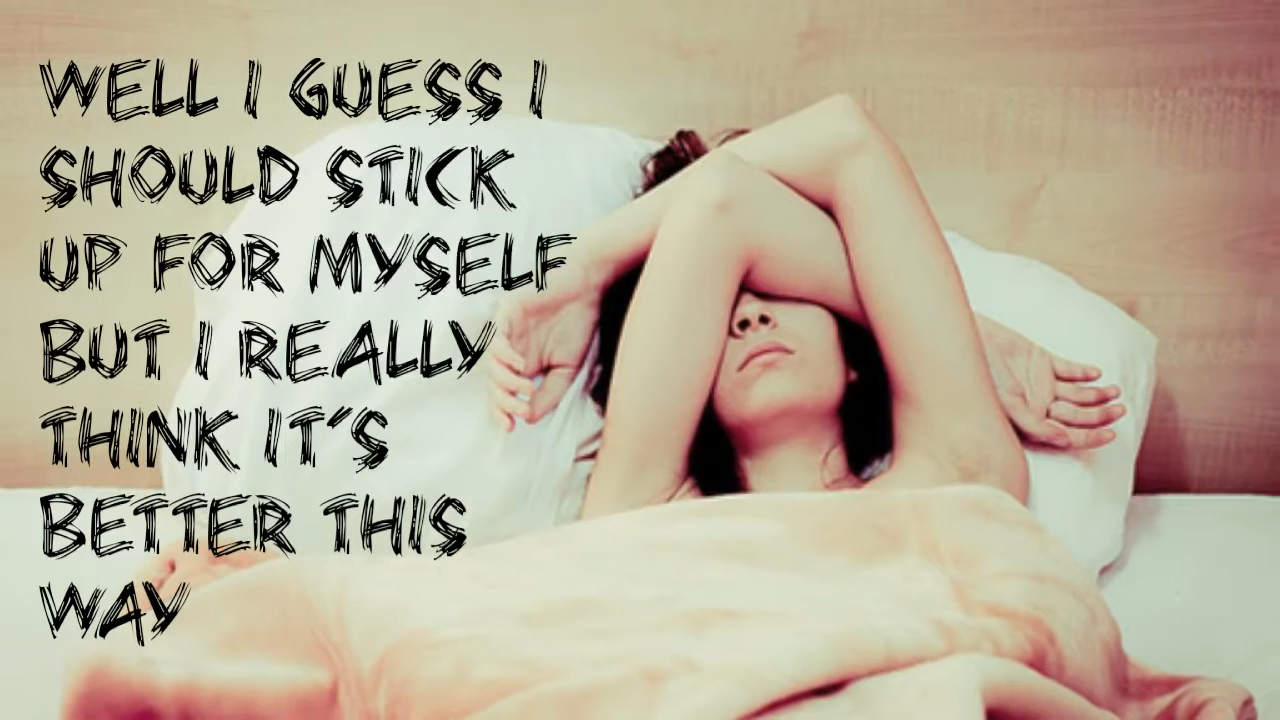 WELL I GUESS I
SHOULD STICK
UP FOR MYSELF
BUT I REALLY
THINK IT'S
BETTER THIS
WAY